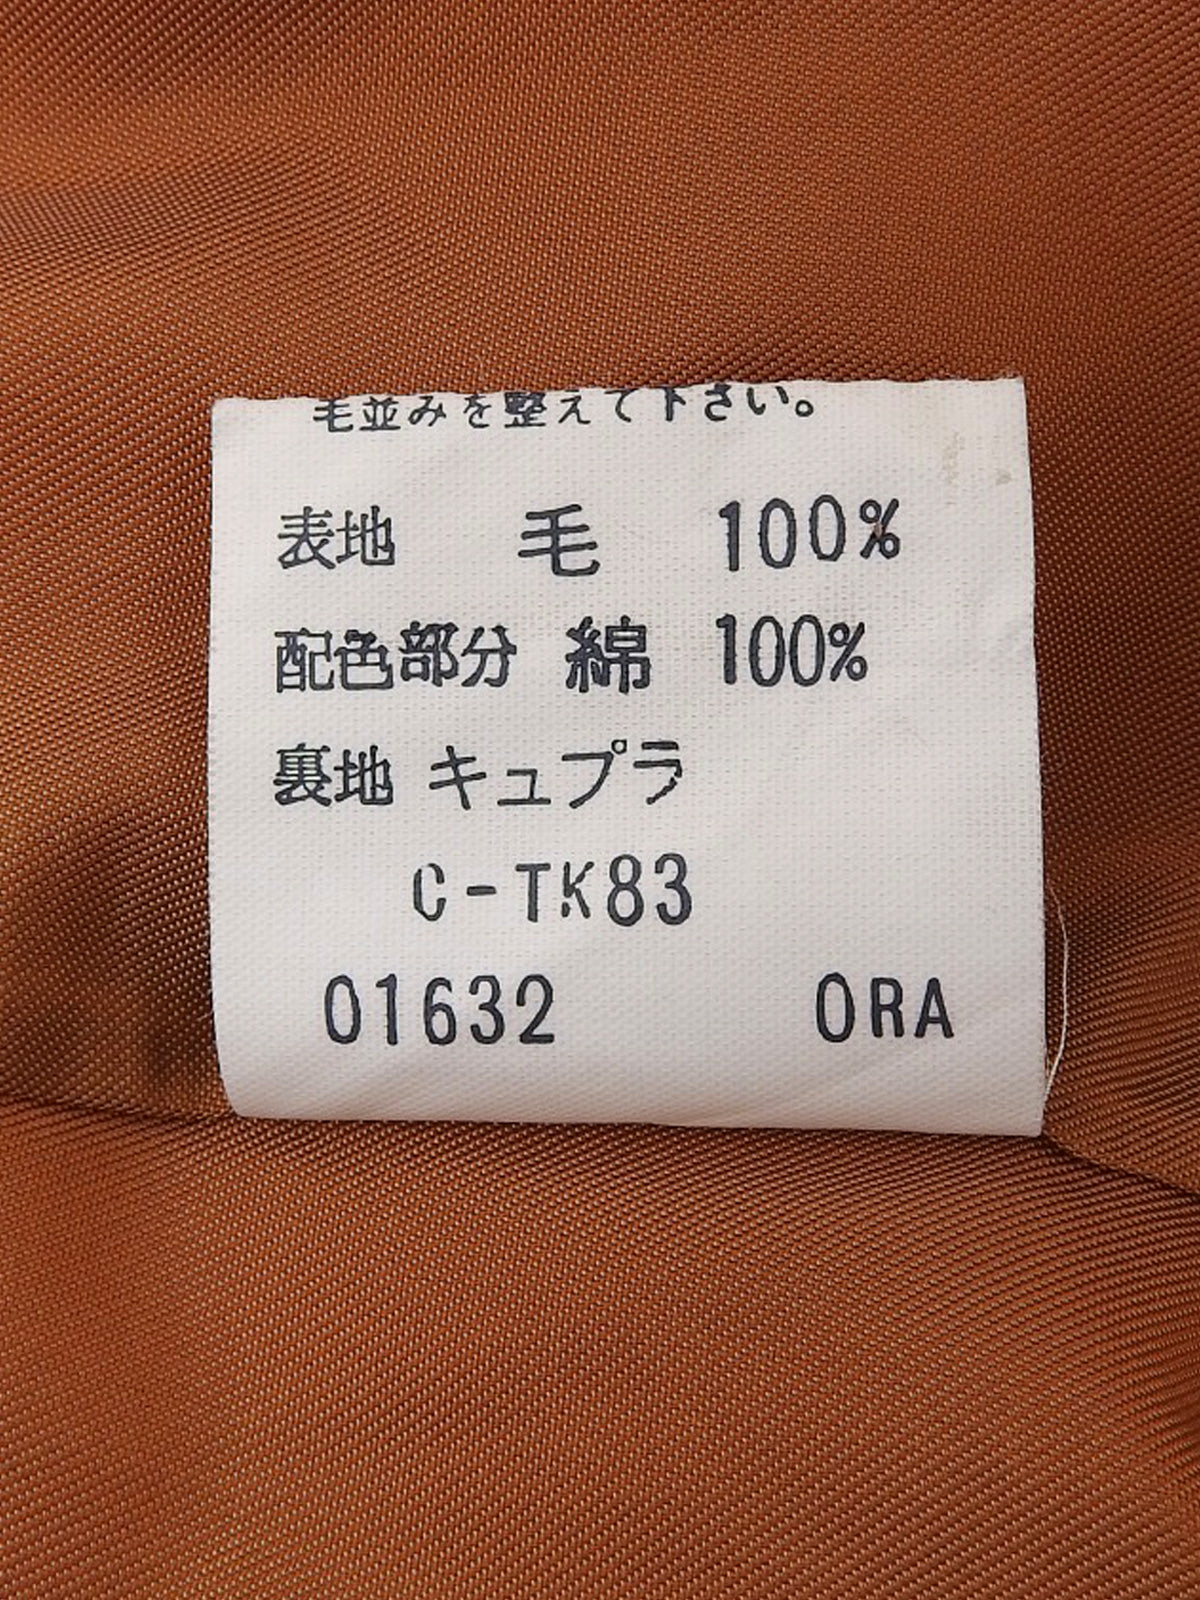 毛並みを整えて下さい。
表地 毛 100%
配色部分 綿 100%
裏地 キュプラ
C-TK83
01632 ORA